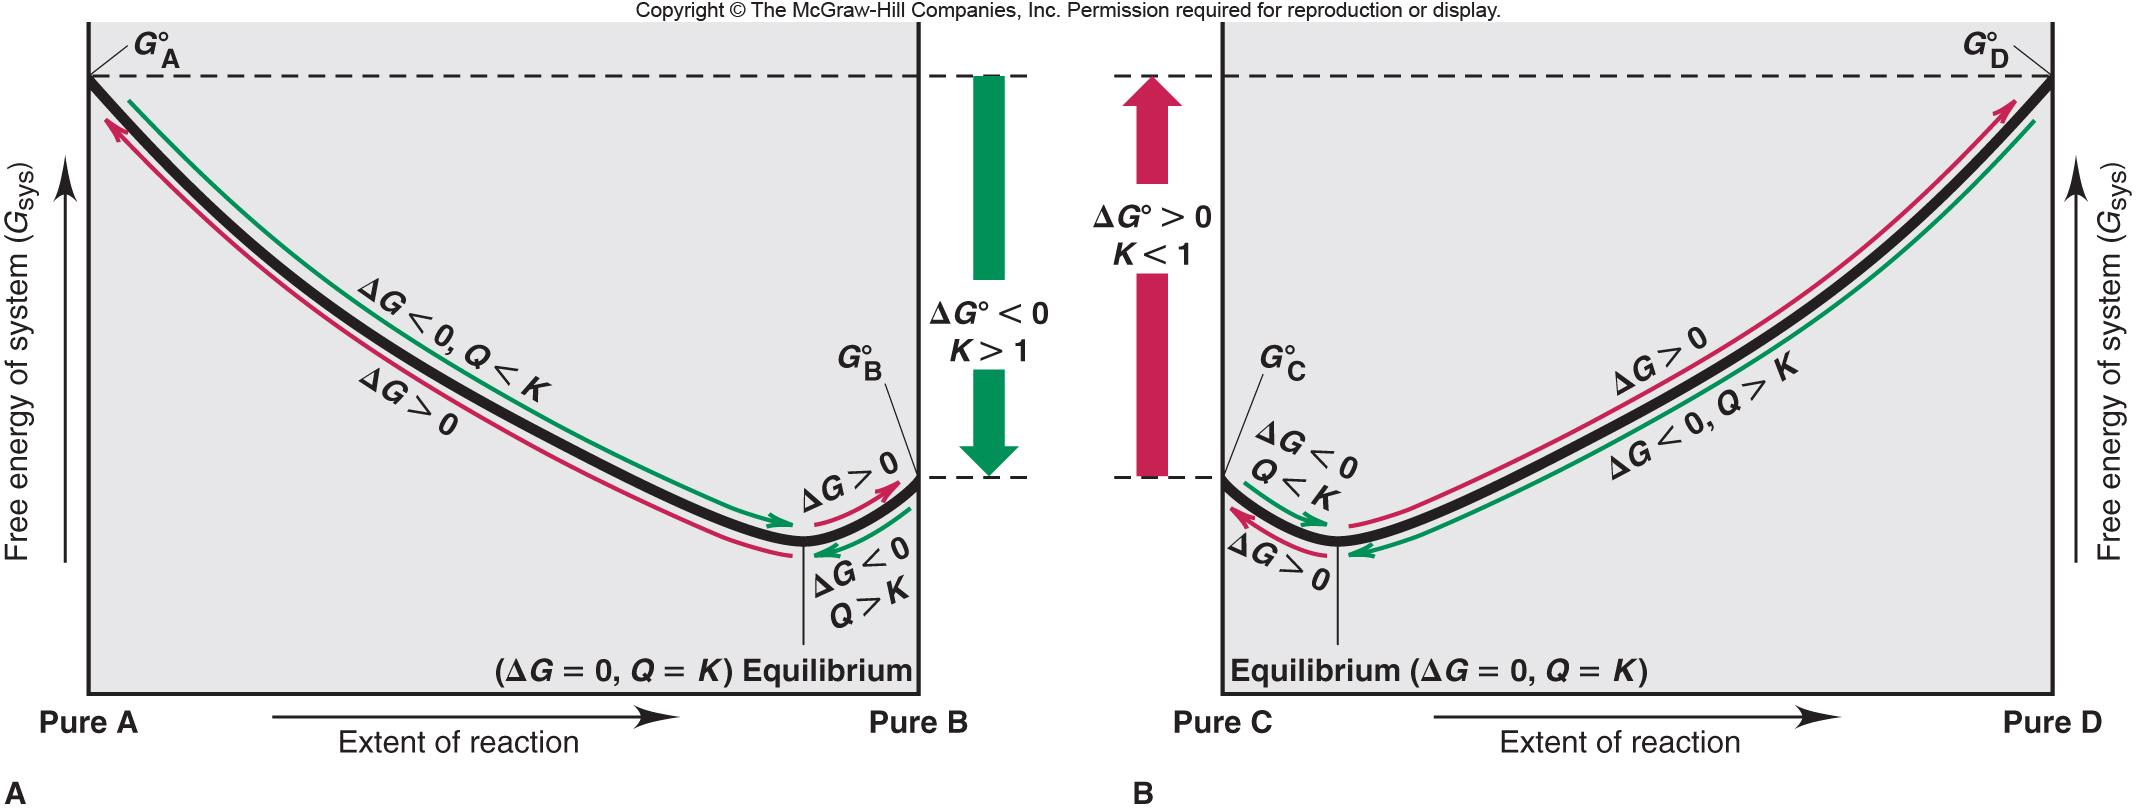 Copyright © The McGraw-Hill Companies, Inc. Permission required for reproduction or display.
G°A
Free energy of system (Gsys)
ΔG < 0, Q < K
ΔG > 0
G°B
ΔG > 0
ΔG < 0
Q > K
(ΔG = 0, Q = K) Equilibrium
Pure A
Pure B
Extent of reaction
A
ΔG° < 0
K > 1
ΔG° > 0
K < 1
G°C
ΔG < 0
Q < K
ΔG > 0
G°D
ΔG > 0
ΔG < 0, Q > K
Equilibrium (ΔG = 0, Q = K)
Free energy of system (Gsys)
Pure C
Pure D
Extent of reaction
B